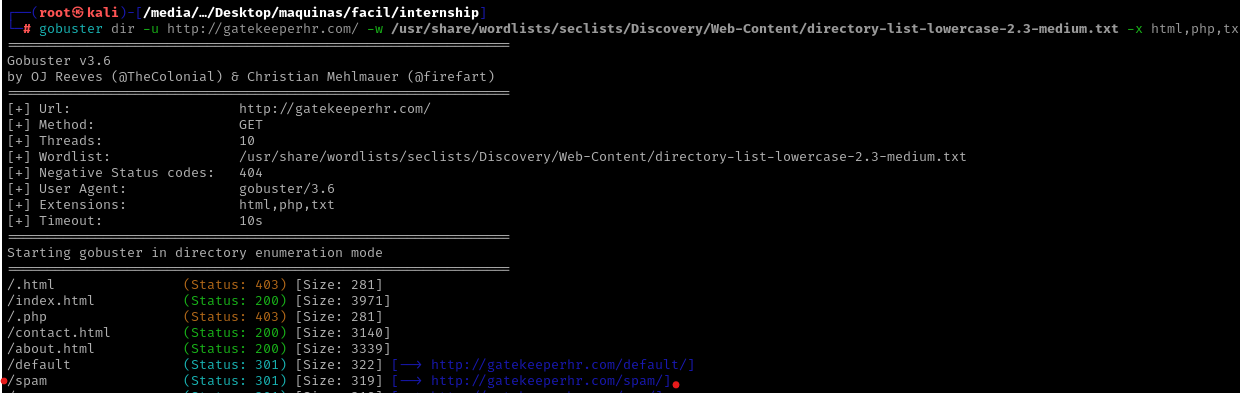 (root㉿kali)-[/media/…/Desktop/maquinas/facil/internship]
# gobuster dir -u http://gatekeeperhr.com/ -w /usr/share/wordlists/seclists/Discovery/Web-Content/directory-list-lowercase-2.3-medium.txt -x html,php,tx
===============================================================
Gobuster v3.6
by OJ Reeves (@TheColonial) & Christian Mehlmauer (@firefart)
===============================================================
[+] Url:                     http://gatekeeperhr.com/
[+] Method:                  GET
[+] Threads:                 10
[+] Wordlist:                /usr/share/wordlists/seclists/Discovery/Web-Content/directory-list-lowercase-2.3-medium.txt
[+] Negative Status codes:   404
[+] User Agent:              gobuster/3.6
[+] Extensions:              html,php,txt
[+] Timeout:                 10s
===============================================================
Starting gobuster in directory enumeration mode
===============================================================
/.html                (Status: 403) [Size: 281]
/index.html           (Status: 200) [Size: 3971]
/.php                 (Status: 403) [Size: 281]
/contact.html         (Status: 200) [Size: 3140]
/about.html           (Status: 200) [Size: 3339]
/default              (Status: 301) [Size: 322] [--> http://gatekeeperhr.com/default/]
/spam                 (Status: 301) [Size: 319] [--> http://gatekeeperhr.com/spam/]